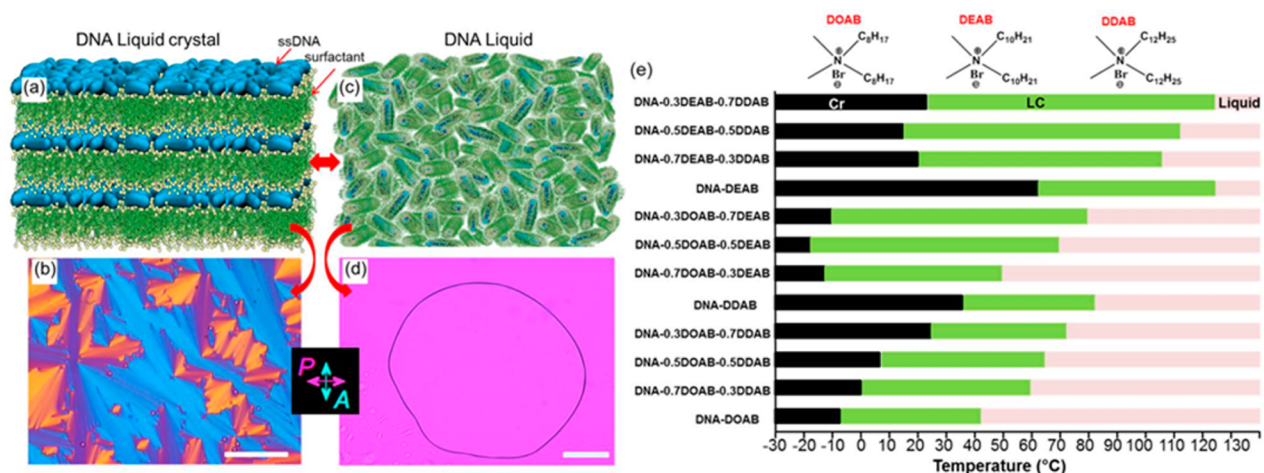 DNA Liquid crystal
ssDNA
surfactant
DNA Liquid
(a)
(c)
(b)
(d)
P
A
(e)
DOAB
DEAB
DDAB
C8H17
C10H21
C12H25
N
N
N
⊕
⊕
⊕
Br
Br
Br
⊖
⊖
⊖
C8H17
C10H21
C12H25
DNA-0.3DEAB-0.7DDAB
Cr
LC
Liquid
DNA-0.5DEAB-0.5DDAB
DNA-0.7DEAB-0.3DDAB
DNA-DEAB
DNA-0.3DOAB-0.7DEAB
DNA-0.5DOAB-0.5DEAB
DNA-0.7DOAB-0.3DEAB
DNA-DDAB
DNA-0.3DOAB-0.7DDAB
DNA-0.5DOAB-0.5DDAB
DNA-0.7DOAB-0.3DDAB
DNA-DOAB
-30 -20 -10 0 10 20 30 40 50 60 70 80 90 100 110 120 130
Temperature (°C)